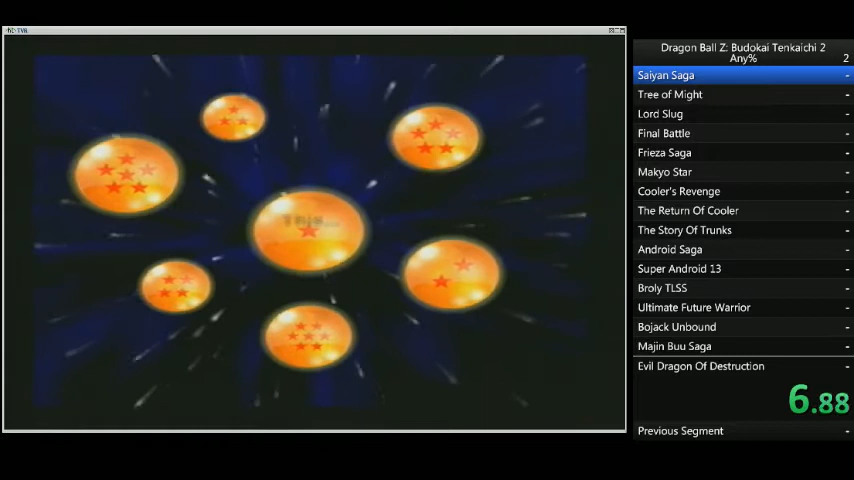 This...
Dragon Ball Z: Budokai Tenkaichi 2
Any% 2
Saiyan Saga -
Tree of Might -
Lord Slug -
Final Battle -
Frieza Saga -
Makyo Star -
Cooler's Revenge -
The Return Of Cooler -
The Story Of Trunks -
Android Saga -
Super Android 13 -
Broly TLSS -
Ultimate Future Warrior -
Bojack Unbound -
Majin Buu Saga -
Evil Dragon Of Destruction -
6.88
Previous Segment -